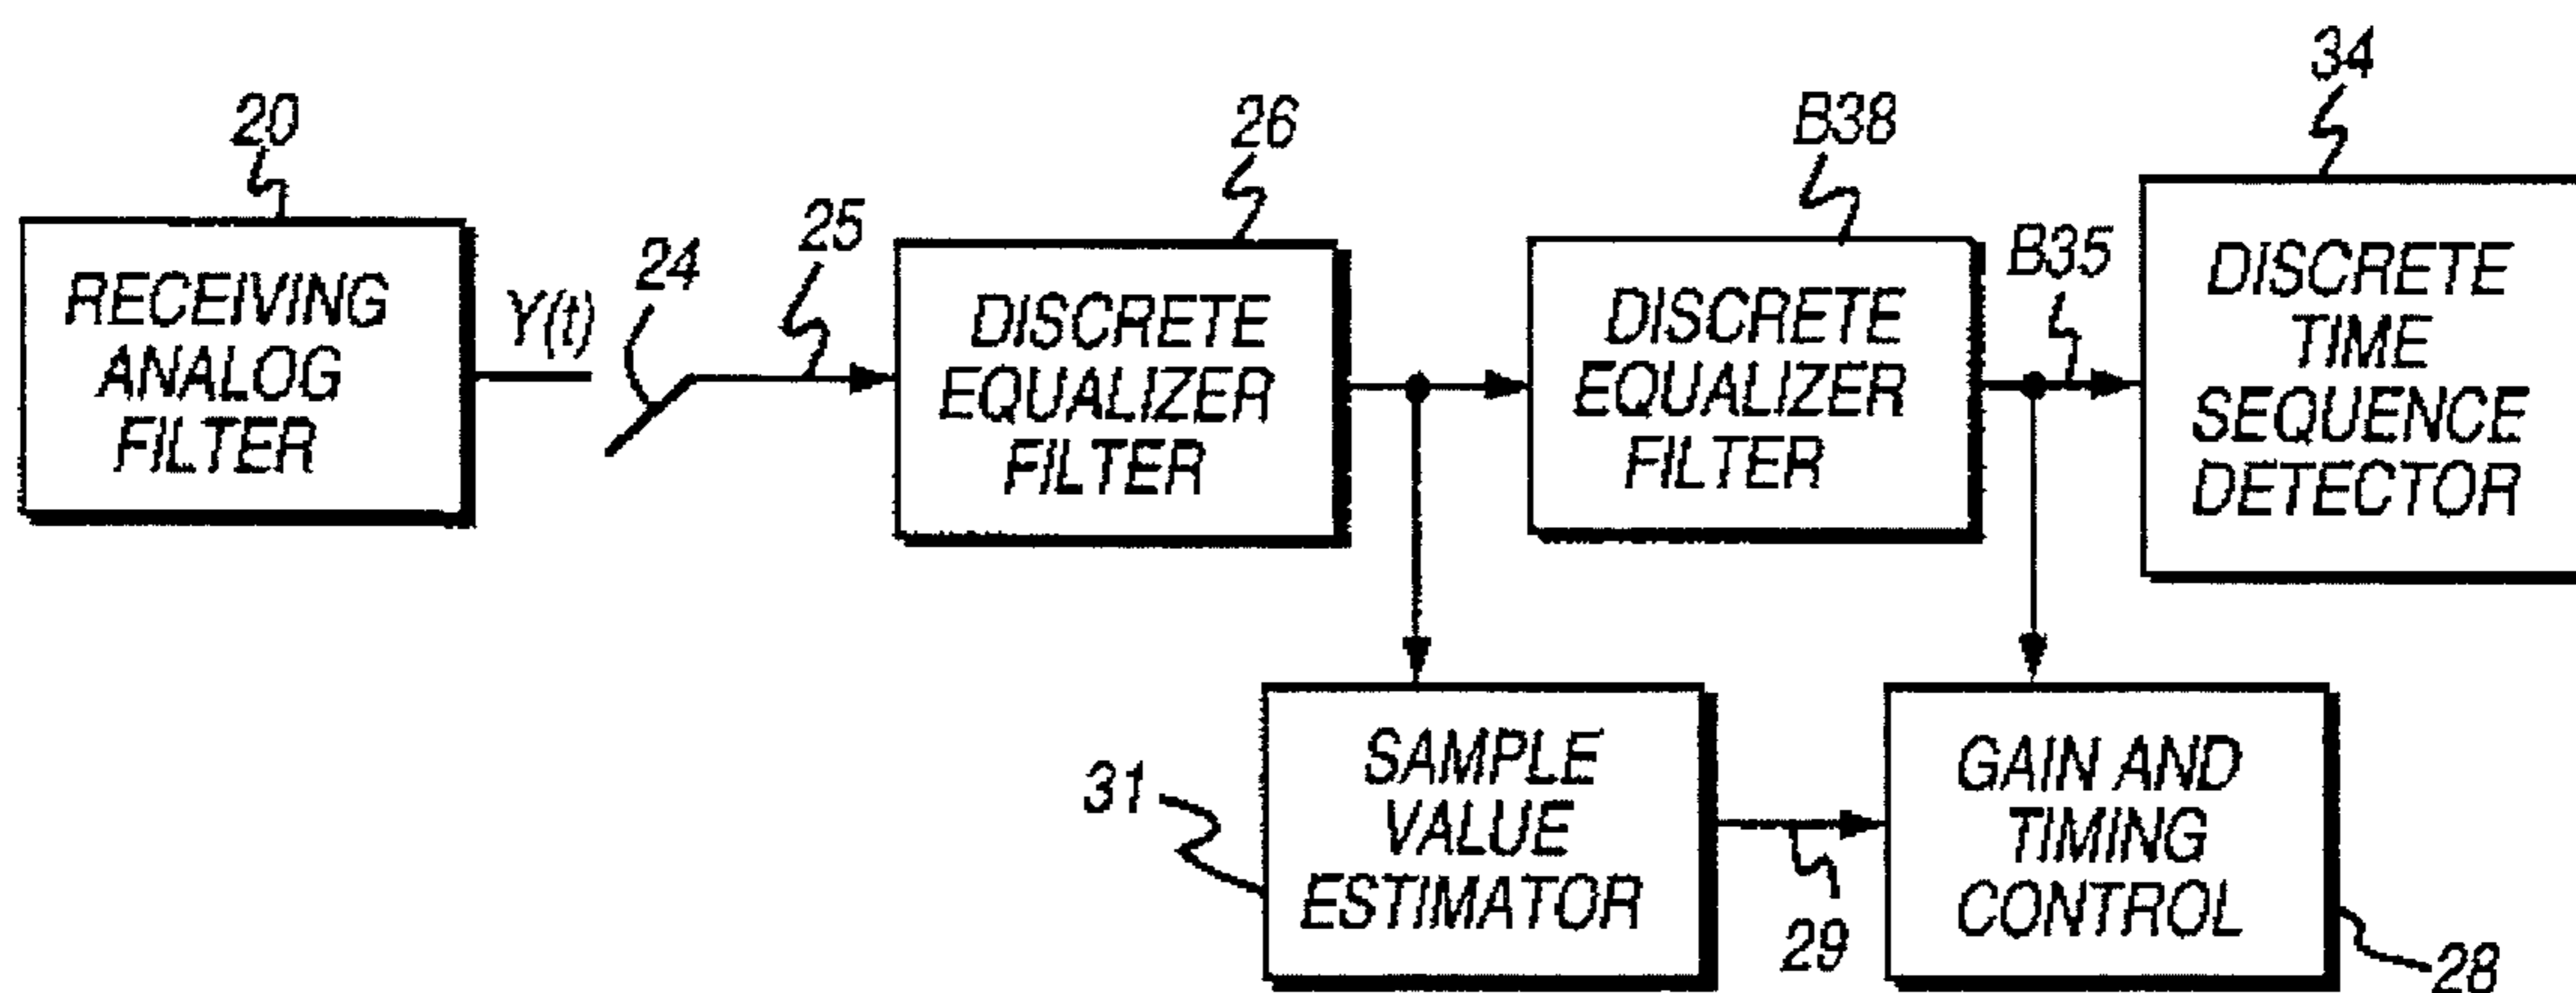 34
20
26
B38
RECEIVING
ANALOG
FILTER
Y(t)
24
25
DISCRETE
EQUALIZER
FILTER
DISCRETE
EQUALIZER
FILTER
B35
DISCRETE
TIME
SEQUENCE
DETECTOR
31
SAMPLE
VALUE
ESTIMATOR
29
GAIN AND
TIMING
CONTROL
28